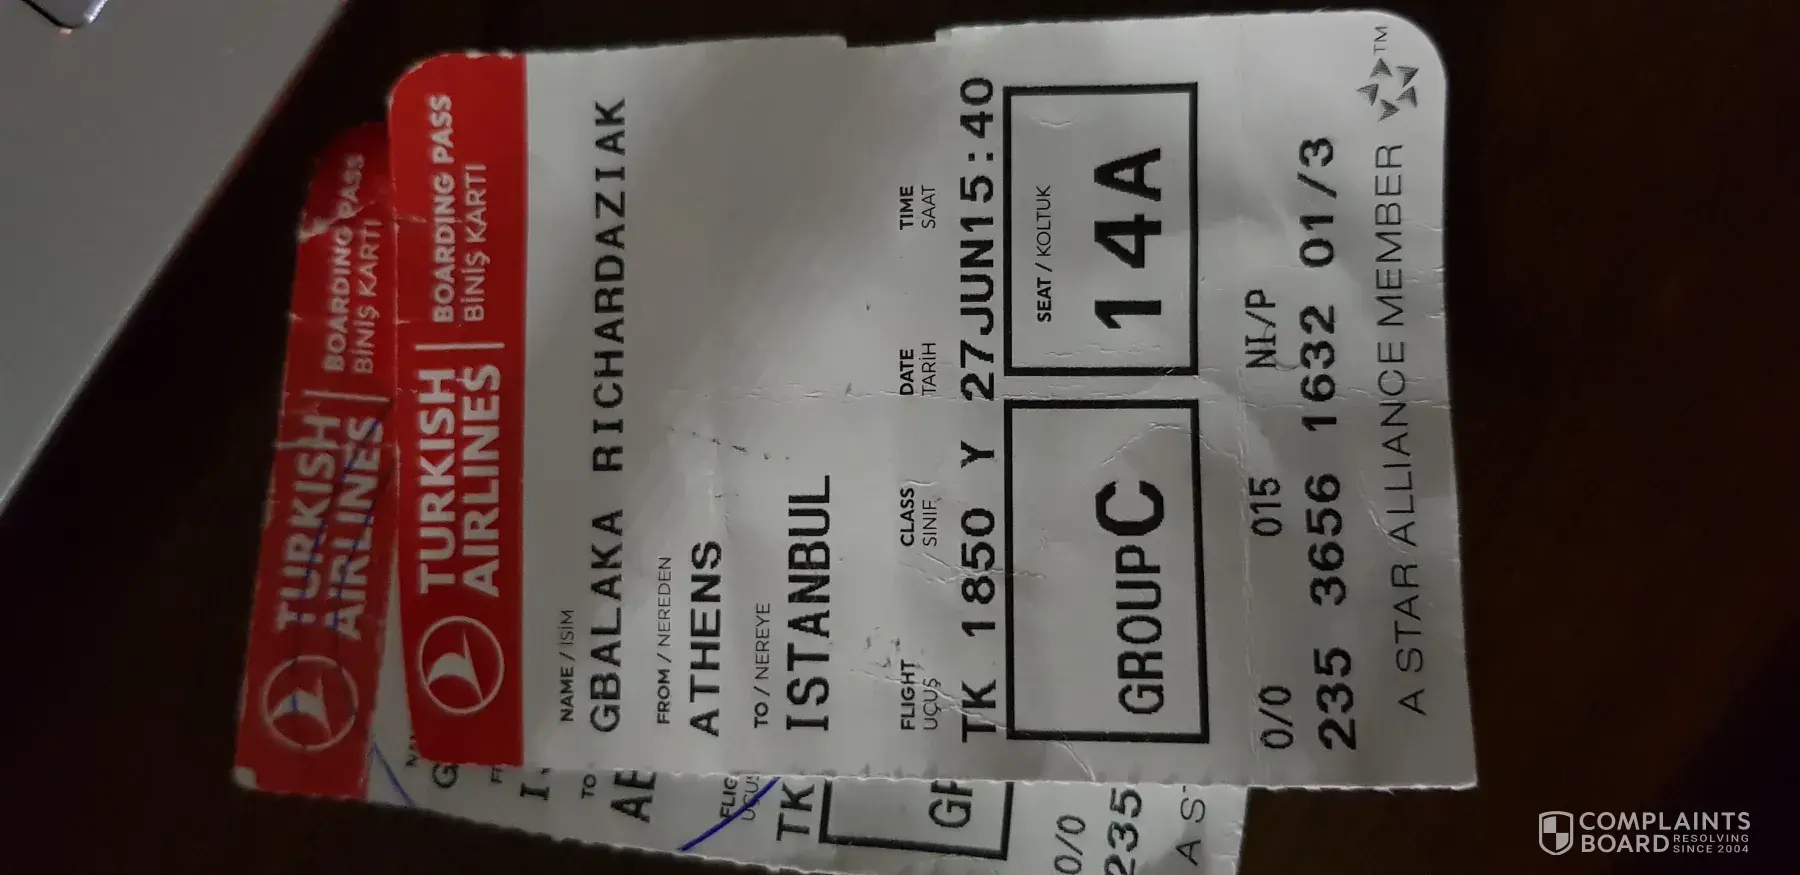 TURKISH AIRLINES | BOARDING PASS
BİNİŞ KARTI
NAME / İSİM
GBALAKA RICHARDAZIAK
FROM / NEREDEN
ATHENS
TO / NEREYE
ISTANBUL
FLIGHT CLASS DATE TIME
UÇUŞ SINIF TARİH SAAT
TK 1850 Y 27JUN15:40
SEAT / KOLTUK
GROUPC 14A
0/0 015 NI/P
235 3656 1632 01/3
A STAR ALLIANCE MEMBER ™
TURKISH AIRLINES | BOARDING PASS
BİNİŞ KARTI
G
TO
TK
0/0
235
COMPLAINTS BOARD
RESOLVING SINCE 2004